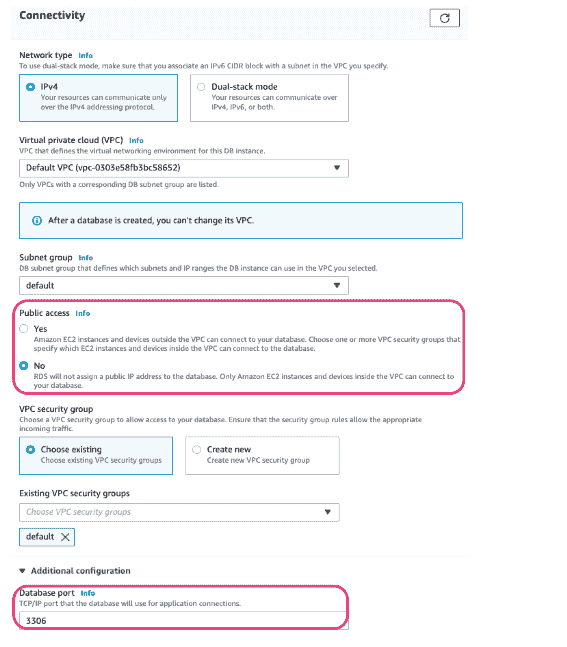 Connectivity
Network type Info
To use dual-stack mode, make sure that you associate an IPv6 CIDR block with a subnet in the VPC you specify.
IPv4
Your resources can communicate only
over the IPv4 addressing protocol.
Dual-stack mode
Your resources can communicate over
IPv4, IPv6, or both.
Virtual private cloud (VPC) Info
VPC that defines the virtual networking environment for this DB instance.
Default VPC (vpc-0303e58fb3bc58652)
Only VPCs with a corresponding DB subnet group are listed.
After a database is created, you can't change its VPC.
Subnet group Info
DB subnet group that defines which subnets and IP ranges the DB instance can use in the VPC you selected.
default
Public access Info
Yes
Amazon EC2 instances and devices outside the VPC can connect to your database. Choose one or more VPC security groups that
specify which EC2 instances and devices inside the VPC can connect to the database.
No
RDS will not assign a public IP address to the database. Only Amazon EC2 instances and devices inside the VPC can connect to
your database.
VPC security group
Choose a VPC security group to allow access to your database. Ensure that the security group rules allow the appropriate
incoming traffic.
Choose existing
Choose existing VPC security groups
Create new
Create new VPC security group
Existing VPC security groups
Choose VPC security groups
default
Additional configuration
Database port Info
TCP/IP port that the database will use for application connections.
3306